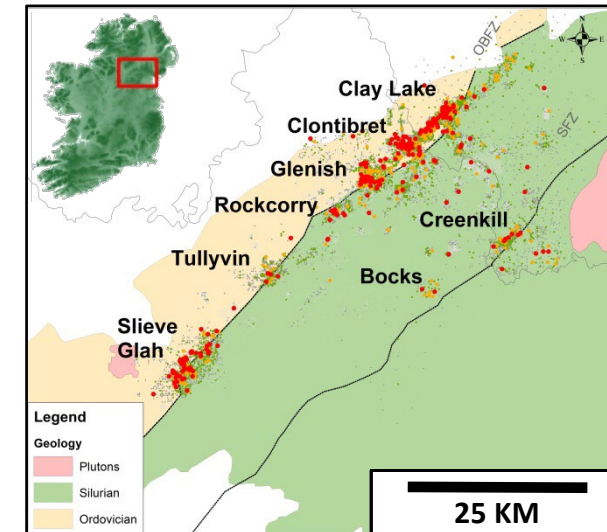 N
W E
S
OBFZ
SFZ
Clay Lake
Clontibret
Glenish
Rockcorry
Creenkill
Tullyvin
Bocks
Slieve
Glah
Legend
Geology
Plutons
Silurian
Ordovician
25 KM